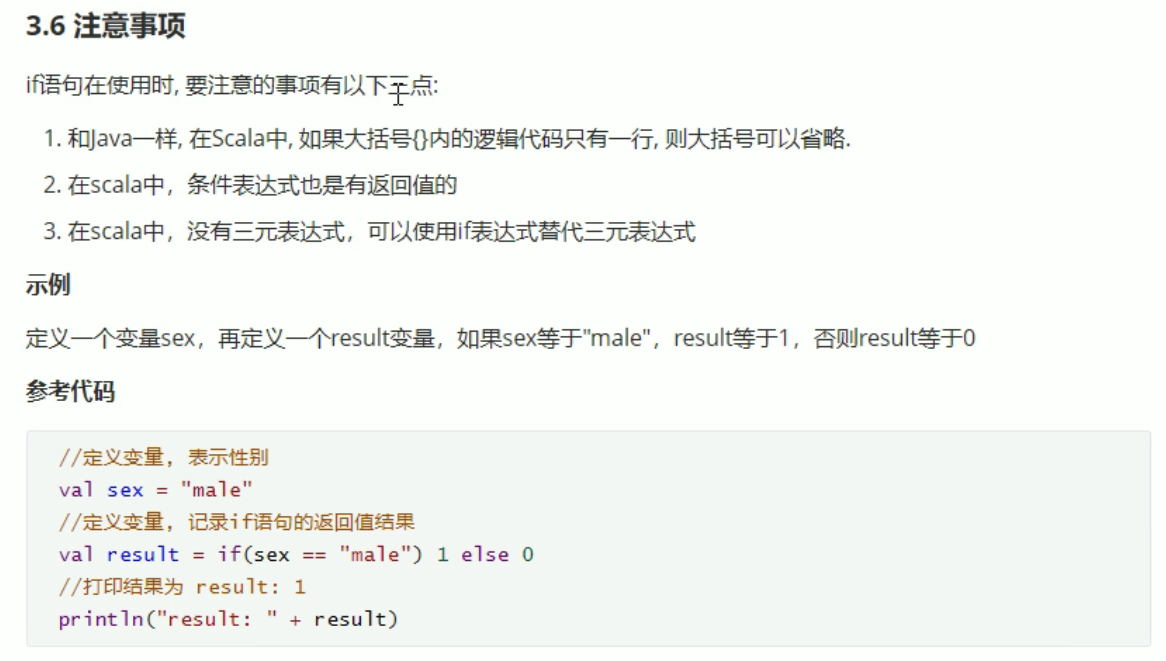 3.6 注意事项
if语句在使用时, 要注意的事项有以下三点:
1. 和Java一样, 在Scala中, 如果大括号{}内的逻辑代码只有一行, 则大括号可以省略.
2. 在scala中，条件表达式也是有返回值的
3. 在scala中，没有三元表达式，可以使用if表达式替代三元表达式
示例
定义一个变量sex，再定义一个result变量，如果sex等于"male"，result等于1，否则result等于0
参考代码
//定义变量, 表示性别
val sex = "male"
//定义变量, 记录if语句的返回值结果
val result = if(sex == "male") 1 else 0
//打印结果为 result: 1
println("result: " + result)